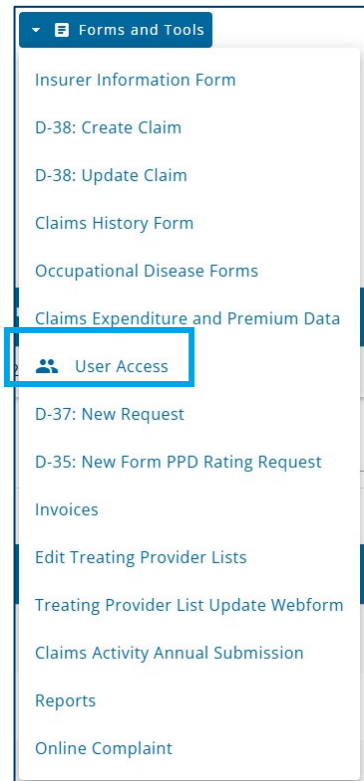 Forms and Tools
Insurer Information Form
D-38: Create Claim
D-38: Update Claim
Claims History Form
Occupational Disease Forms
Claims Expenditure and Premium Data
User Access
D-37: New Request
D-35: New Form PPD Rating Request
Invoices
Edit Treating Provider Lists
Treating Provider List Update Webform
Claims Activity Annual Submission
Reports
Online Complaint